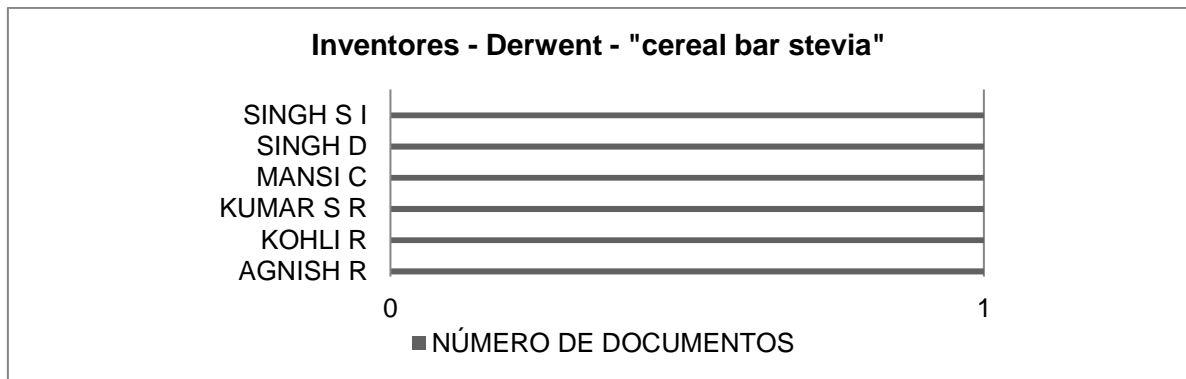 Inventores - Derwent - "cereal bar stevia"
SINGH S I
SINGH D
MANSI C
KUMAR S R
KOHLI R
AGNISH R
0 1
NÚMERO DE DOCUMENTOS